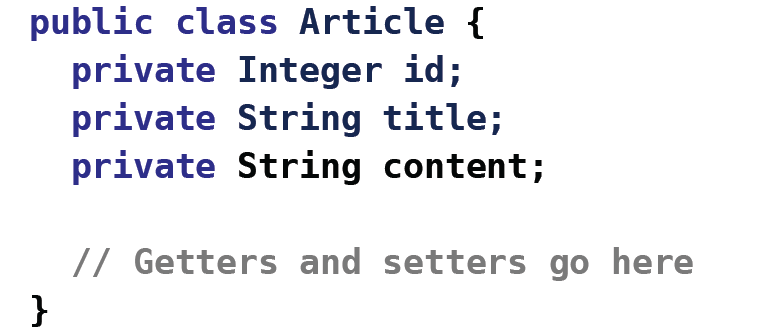 public class Article {
  private Integer id;
  private String title;
  private String content;

  // Getters and setters go here
}